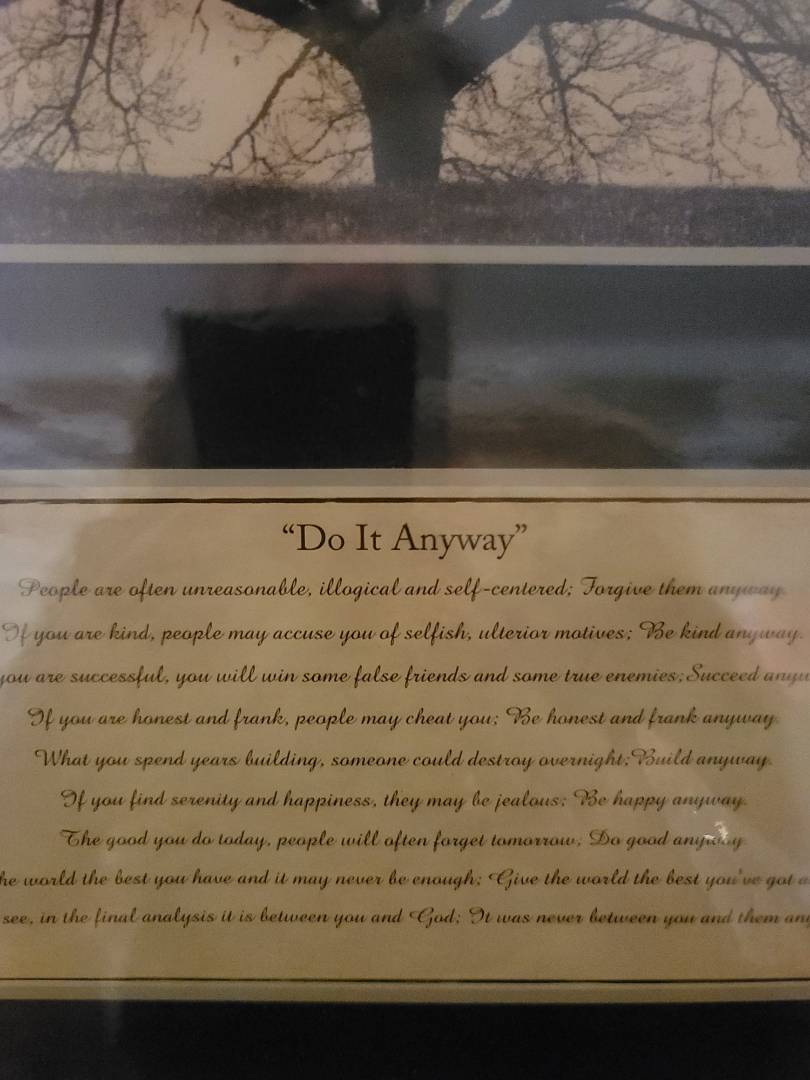 “Do It Anyway”
People are often unreasonable, illogical and self-centered; Forgive them anyway.
If you are kind, people may accuse you of selfish, ulterior motives; Be kind anyway.
you are successful, you will win some false friends and some true enemies; Succeed
If you are honest and frank, people may cheat you; Be honest and frank anyway.
What you spend years building, someone could destroy overnight; Build anyway.
If you find serenity and happiness, they may be jealous; Be happy anyway.
The good you do today, people will often forget tomorrow; Do good anyway
the world the best you have and it may never be enough; Give the world the best you've got
see, in the final analysis it is between you and God; It was never between you and them